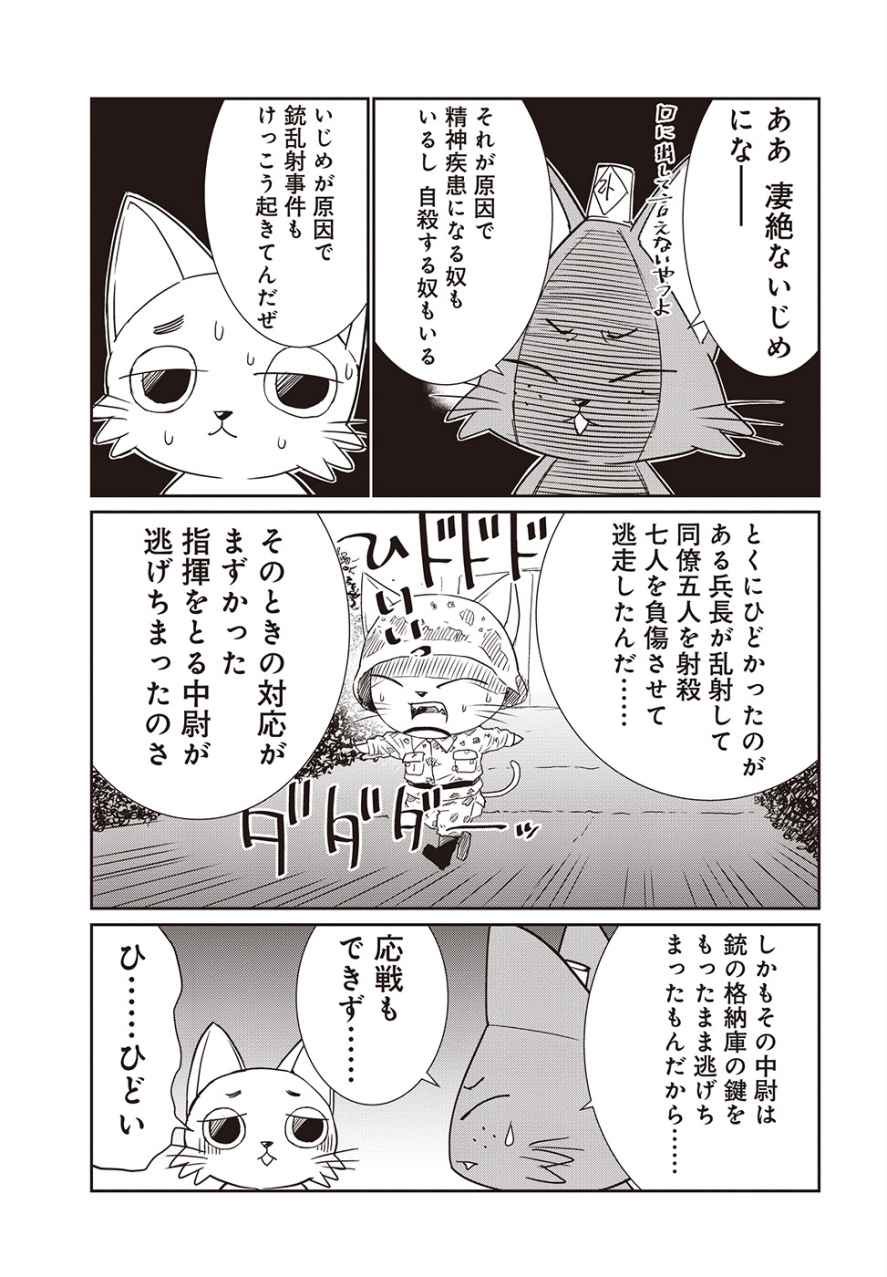 ああ 凄絶ないじめ
にな――
口に出して言えないやつよ
外
それが原因で
精神疾患になる奴も
いるし 自殺する奴もいる
いじめが原因で
銃乱射事件も
けっこう起きてんだぜ
とくにひどかったのが
ある兵長が乱射して
同僚五人を射殺
七人を負傷させて
逃走したんだ……
ドドドド
ひいい
そのときの対応が
まずかった
指揮をとる中尉が
逃げちまったのさ
ダダダーッ
しかもその中尉は
銃の格納庫の鍵を
もったまま逃げち
まったもんだから……
応戦も
できず……
ひ……ひどい